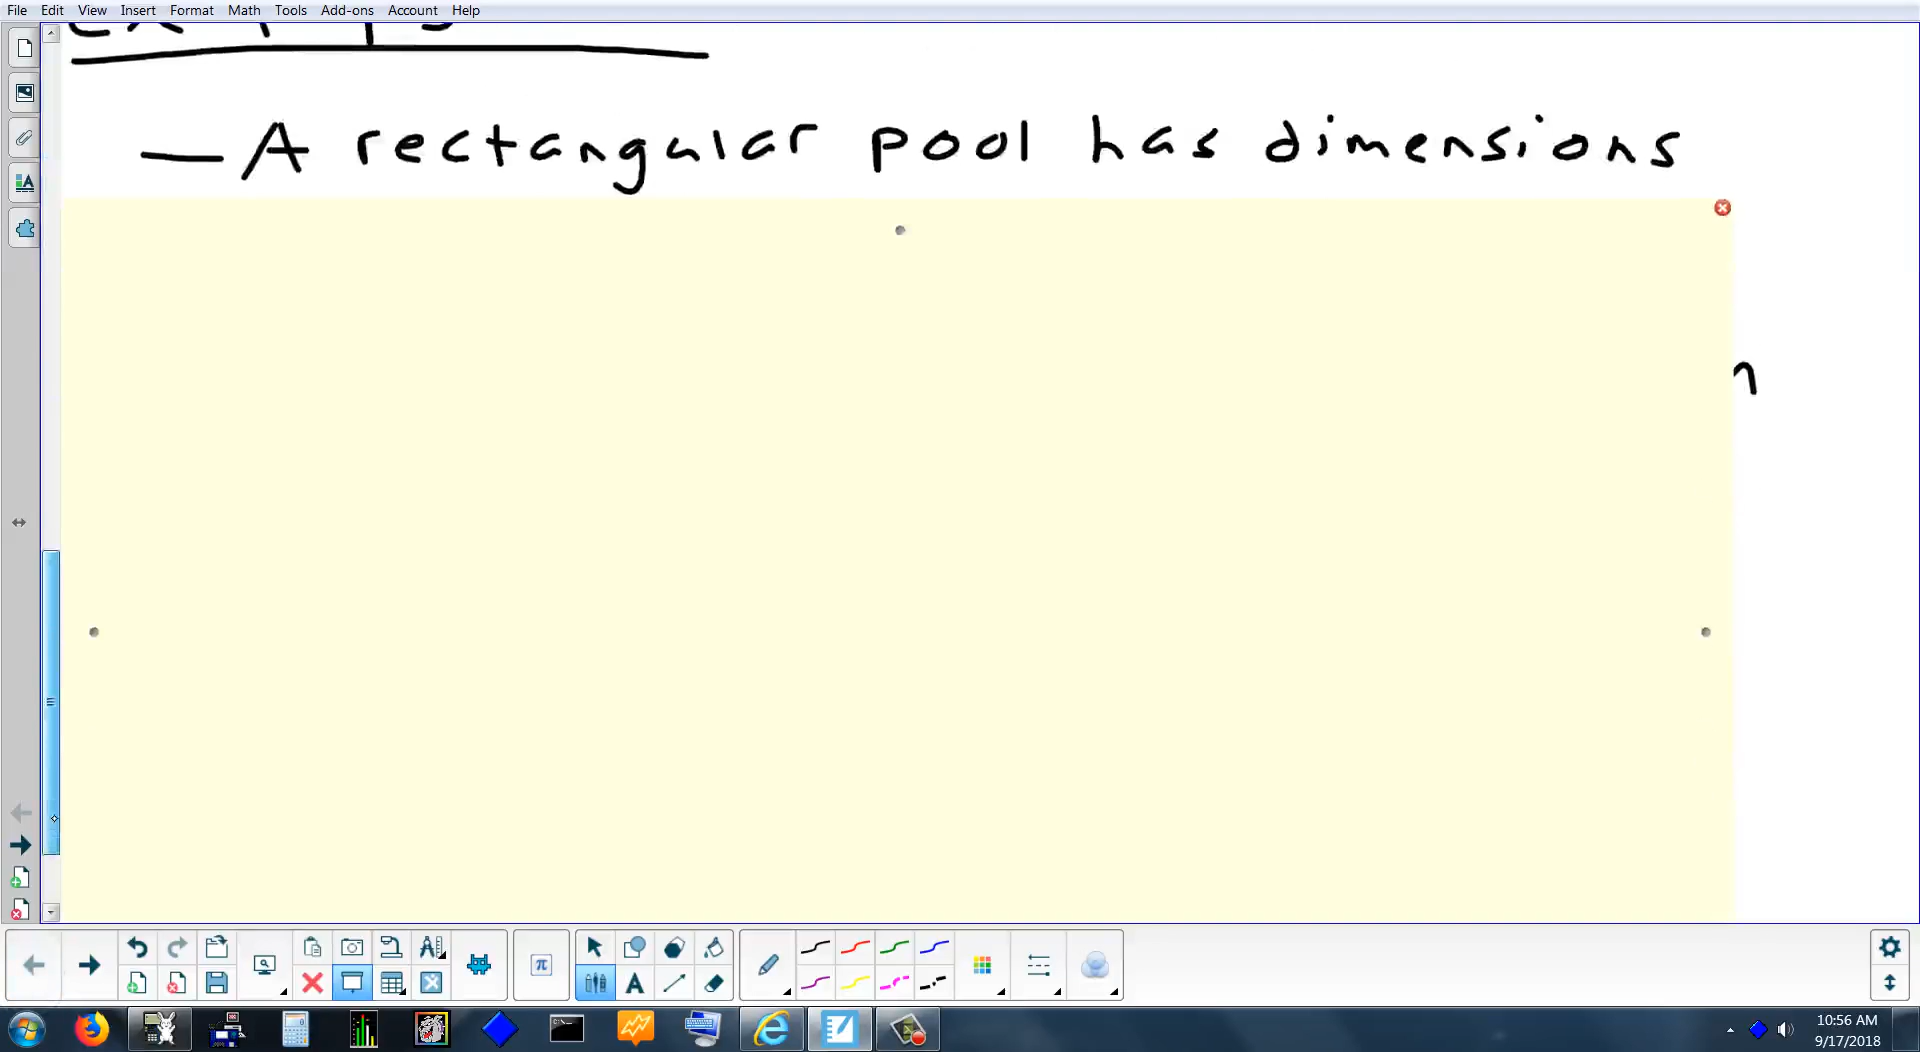 File Edit View Insert Format Math Tools Add-ons Account Help
— A rectangular pool has dimensions
n
π
A
10:56 AM
9/17/2018